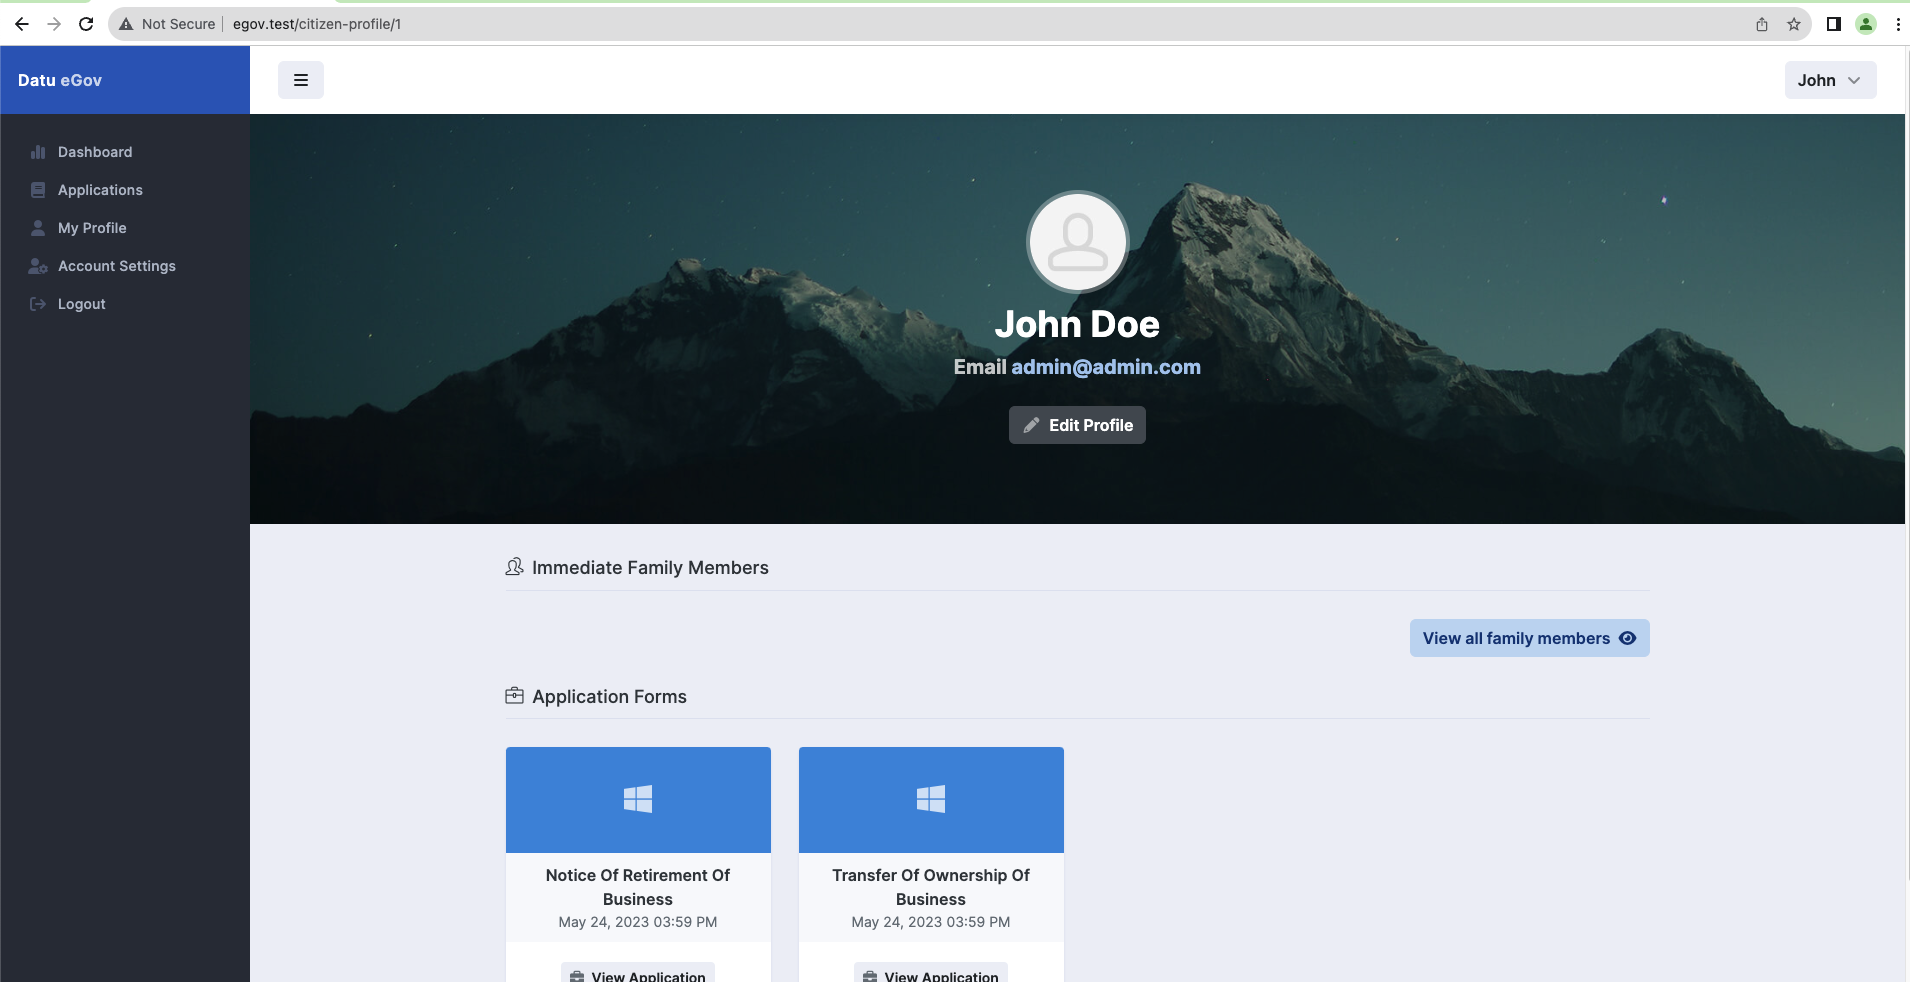 Not Secure | egov.test/citizen-profile/1
Datu eGov
John
Dashboard
Applications
My Profile
Account Settings
Logout
John Doe
Email admin@admin.com
Edit Profile
Immediate Family Members
View all family members
Application Forms
Notice Of Retirement Of
Business
May 24, 2023 03:59 PM
View Application
Transfer Of Ownership Of
Business
May 24, 2023 03:59 PM
View Application